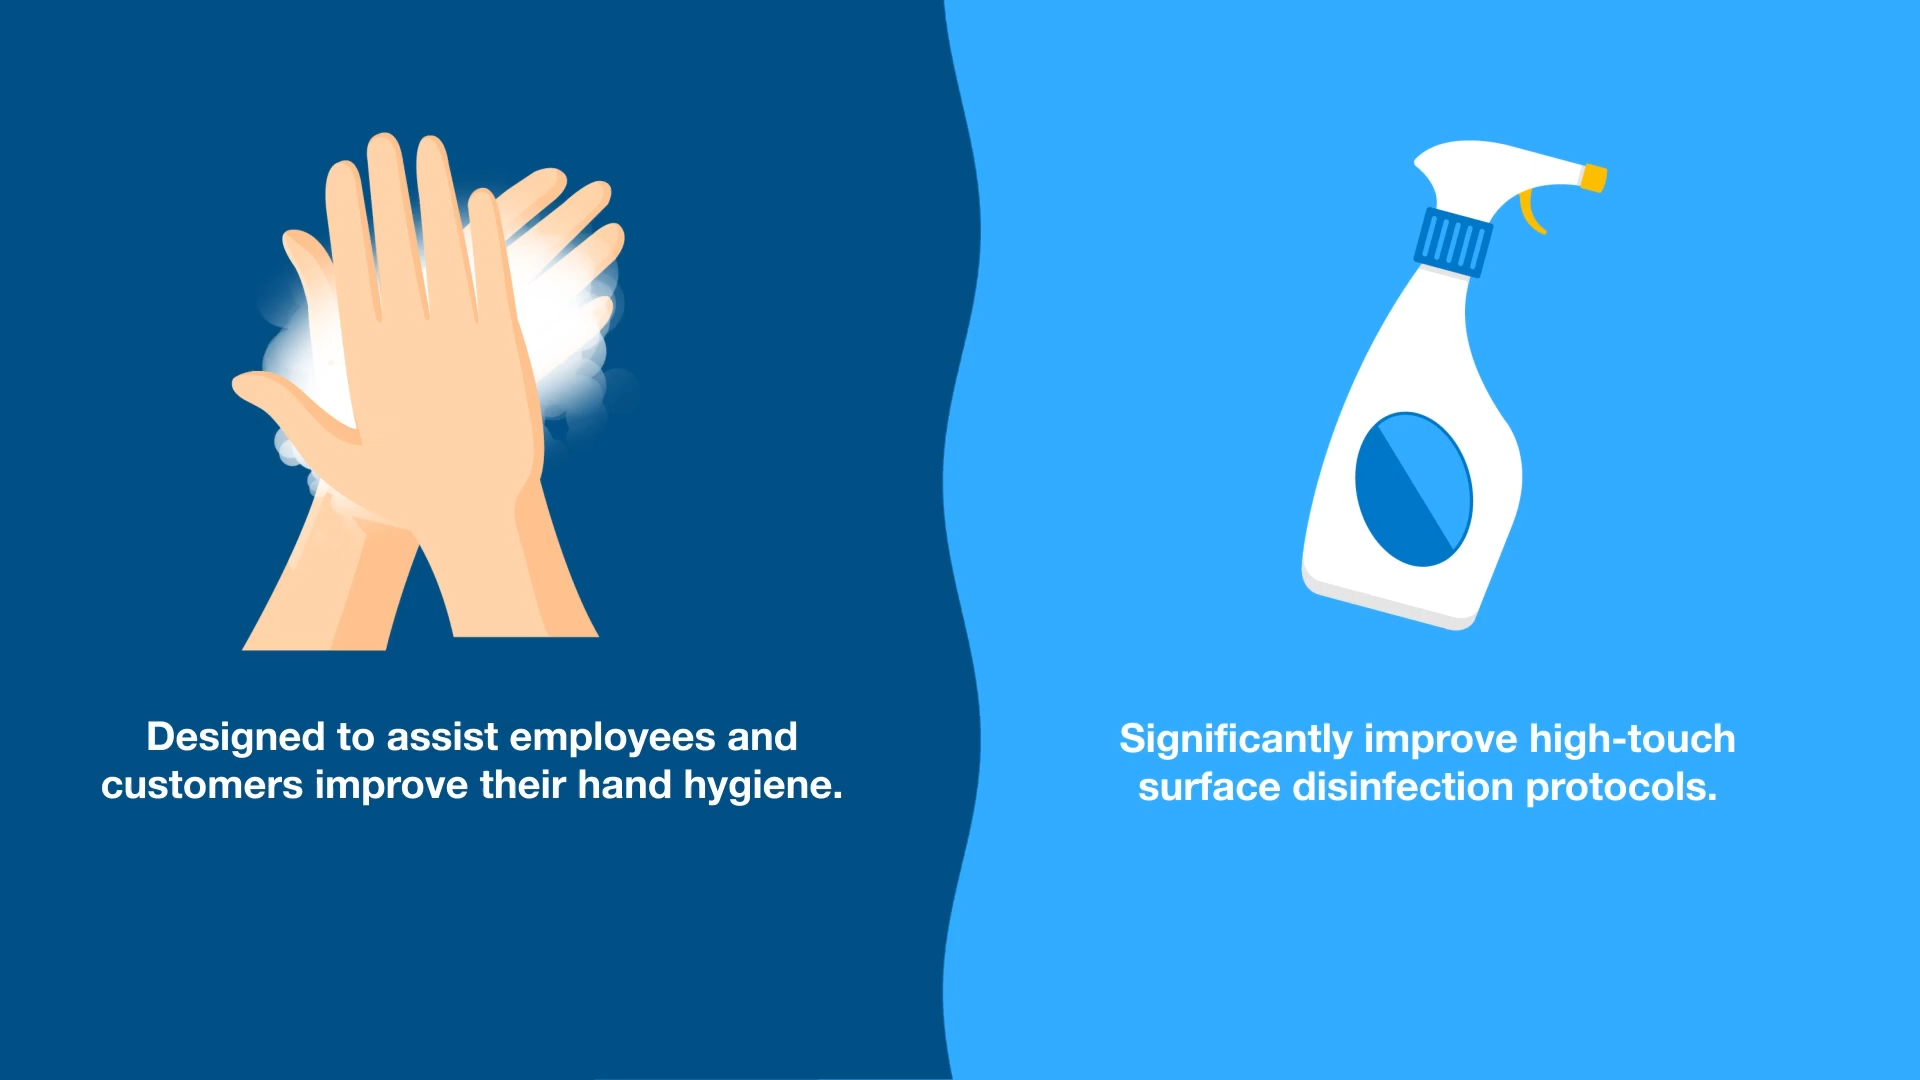 Designed to assist employees and
customers improve their hand hygiene.
Significantly improve high-touch
surface disinfection protocols.